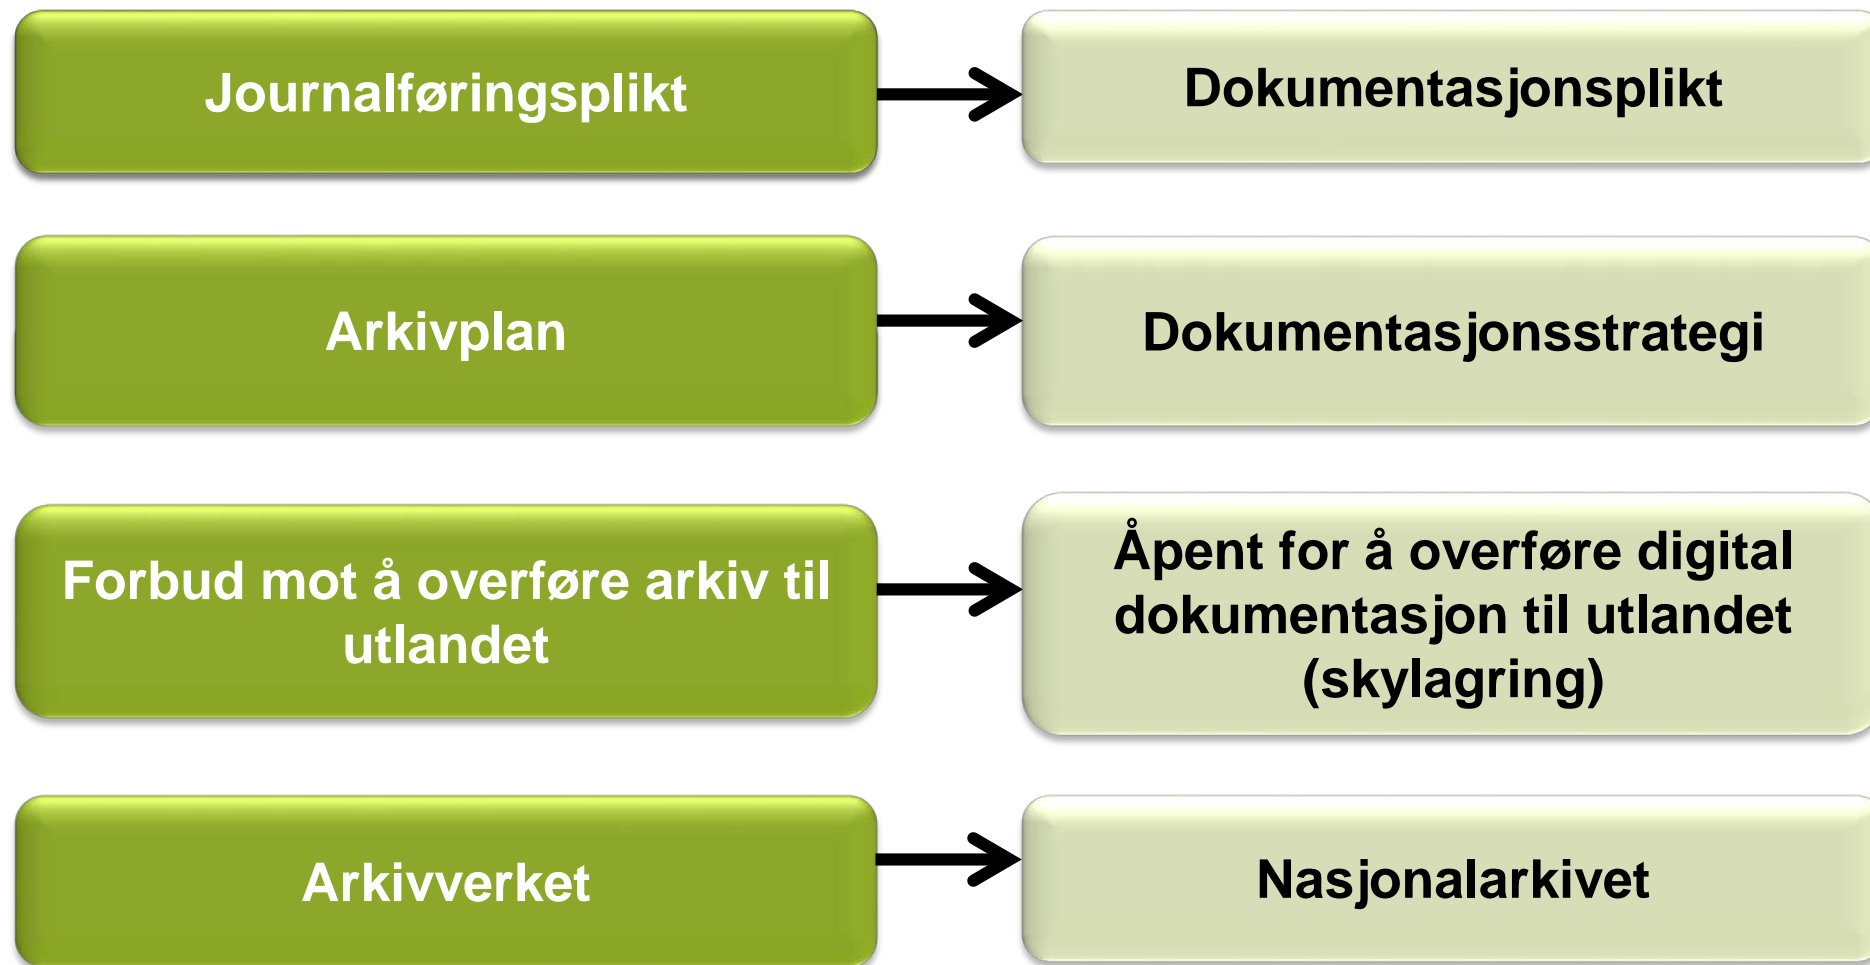 Journalføringsplikt
Dokumentasjonsplikt
Arkivplan
Dokumentasjonsstrategi
Forbud mot å overføre arkiv til
utlandet
Åpent for å overføre digital
dokumentasjon til utlandet
(skylagring)
Arkivverket
Nasjonalarkivet